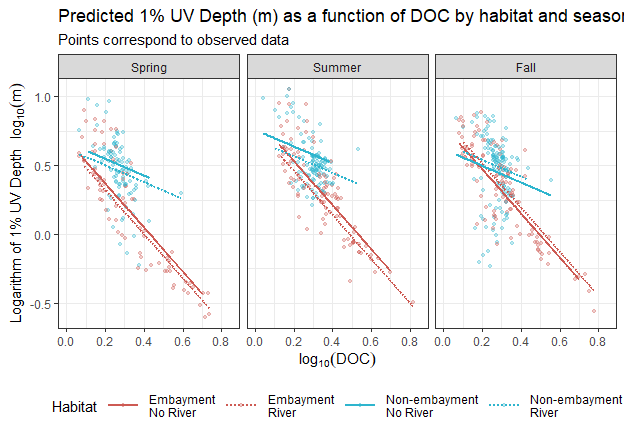 Predicted 1% UV Depth (m) as a function of DOC by habitat and seaso
Points correspond to observed data
Spring Summer Fall
Logarithm of 1% UV Depth log₁₀(m)
1.0
0.5
0.0
-0.5
0.0 0.2 0.4 0.6 0.8 0.0 0.2 0.4 0.6 0.8 0.0 0.2 0.4 0.6 0.8
log₁₀(DOC)
Habitat
Embayment
No River
Embayment
River
Non-embayment
No River
Non-embayment
River